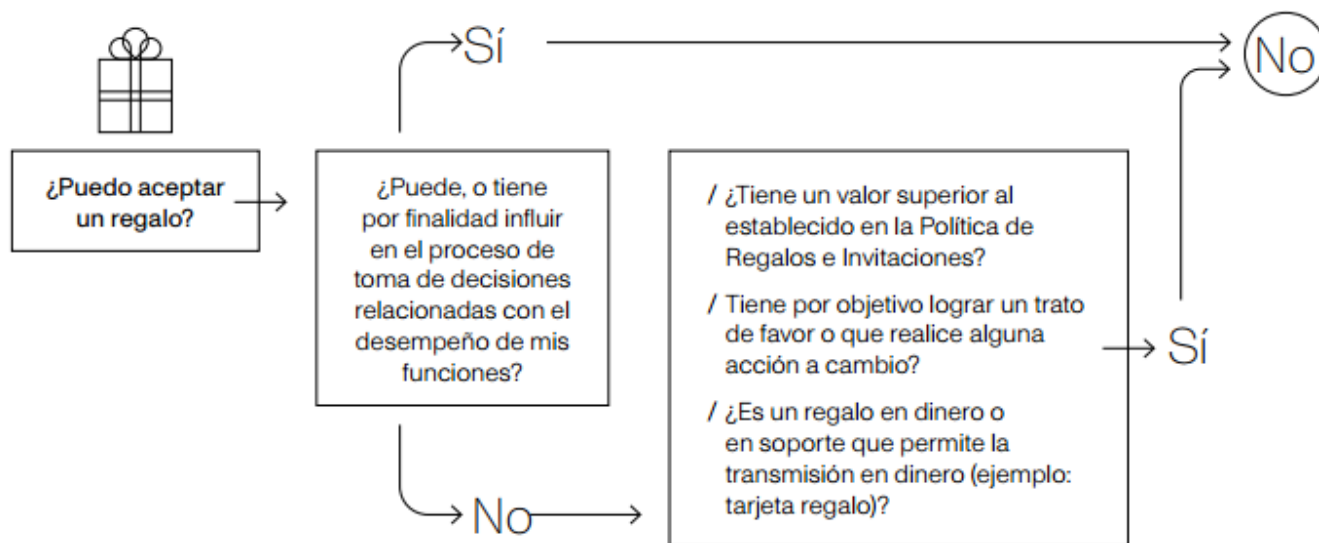 Sí
No
¿Puedo aceptar
un regalo?
¿Puede, o tiene
por finalidad influir
en el proceso de
toma de decisiones
relacionadas con el
desempeño de mis
funciones?
/ ¿Tiene un valor superior al
establecido en la Política de
Regalos e Invitaciones?
/ Tiene por objetivo lograr un trato
de favor o que realice alguna
acción a cambio?
/ ¿Es un regalo en dinero o
en soporte que permite la
transmisión en dinero (ejemplo:
tarjeta regalo)?
Sí
No